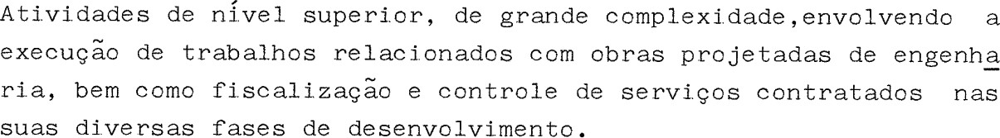 Atividades de nível superior, de grande complexidade,envolvendo a
execução de trabalhos relacionados com obras projetadas de engenha
ria, bem como fiscalização e controle de serviços contratados nas
suas diversas fases de desenvolvimento.